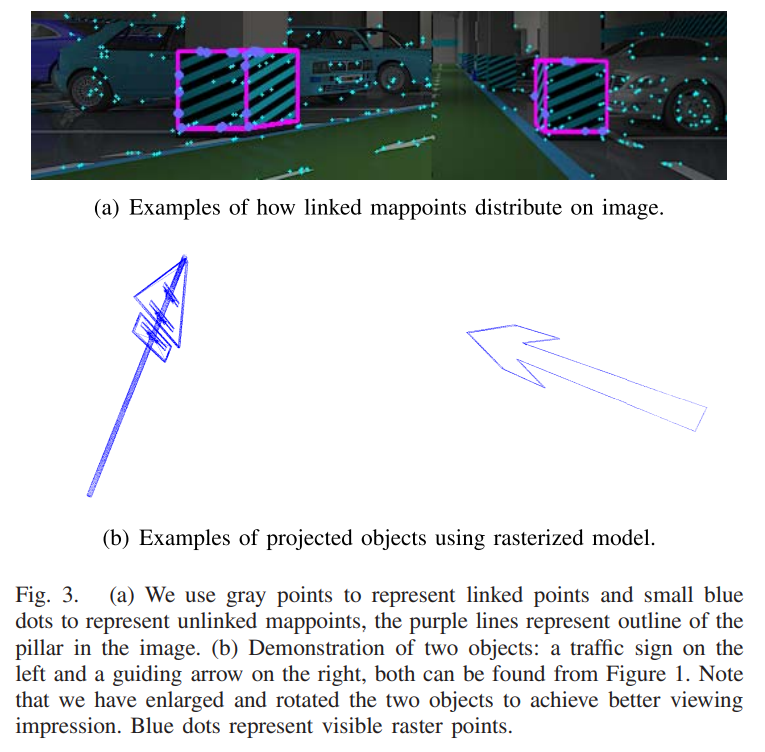 (a) Examples of how linked mappoints distribute on image.
(b) Examples of projected objects using rasterized model.
Fig. 3. (a) We use gray points to represent linked points and small blue
dots to represent unlinked mappoints, the purple lines represent outline of the
pillar in the image. (b) Demonstration of two objects: a traffic sign on the
left and a guiding arrow on the right, both can be found from Figure 1. Note
that we have enlarged and rotated the two objects to achieve better viewing
impression. Blue dots represent visible raster points.